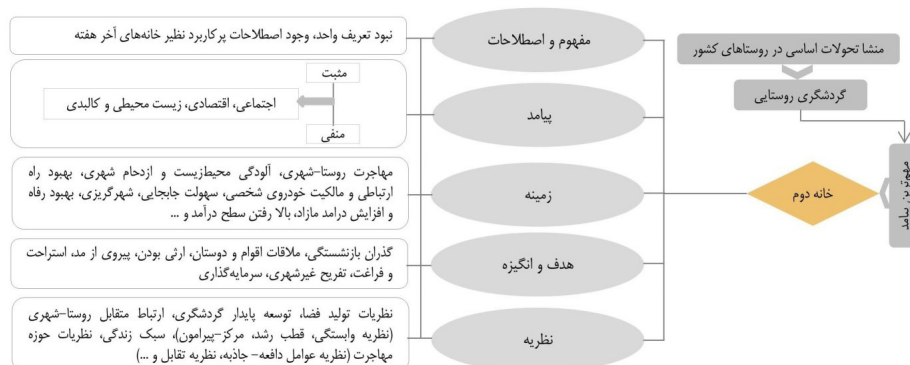 منشا تحولات اساسی در روستاهای کشور
گردشگری روستایی
مهم‌ترین پیامد
خانه دوم
مفهوم و اصطلاحات
نبود تعریف واحد، وجود اصطلاحات پرکاربرد نظیر خانه‌های آخر هفته
پیامد
مثبت
اجتماعی، اقتصادی، زیست محیطی و کالبدی
منفی
زمینه
مهاجرت روستا-شهری، آلودگی محیط‌زیست و ازدحام شهری، بهبود راه
ارتباطی و مالکیت خودروی شخصی، سهولت جابجایی، شهرگریزی، بهبود رفاه
و افزایش درامد مازاد، بالا رفتن سطح درآمد و ...
هدف و انگیزه
گذران بازنشستگی، ملاقات اقوام و دوستان، ارثی بودن، پیروی از مد، استراحت
و فراغت، تفریح غیرشهری، سرمایه‌گذاری
نظریه
نظریات تولید فضا، توسعه پایدار گردشگری، ارتباط متقابل روستا-شهری
(نظریه وابستگی، قطب رشد، مرکز-پیرامون)، سبک زندگی، نظریات حوزه
مهاجرت (نظریه عوامل دافعه- جاذبه، نظریه تقابل و ...)